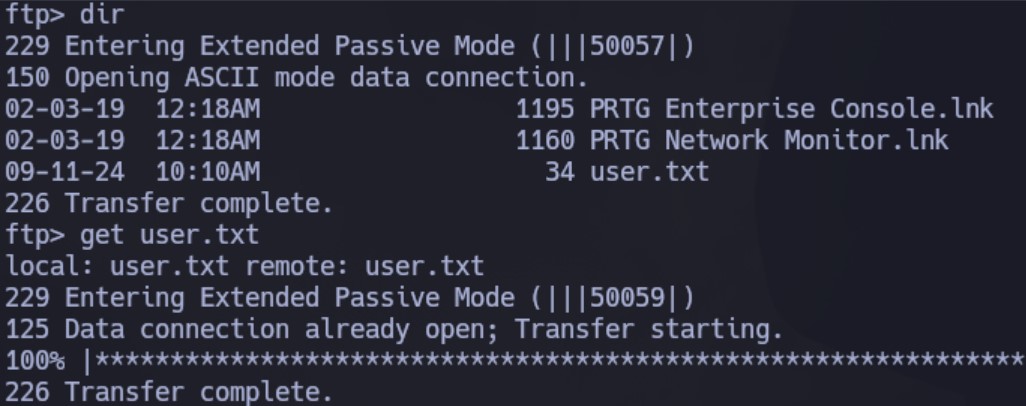 ftp> dir
229 Entering Extended Passive Mode (|||50057|)
150 Opening ASCII mode data connection.
02-03-19  12:18AM                 1195 PRTG Enterprise Console.lnk
02-03-19  12:18AM                 1160 PRTG Network Monitor.lnk
09-11-24  10:10AM                   34 user.txt
226 Transfer complete.
ftp> get user.txt
local: user.txt remote: user.txt
229 Entering Extended Passive Mode (|||50059|)
125 Data connection already open; Transfer starting.
100% |**************************************************************
226 Transfer complete.